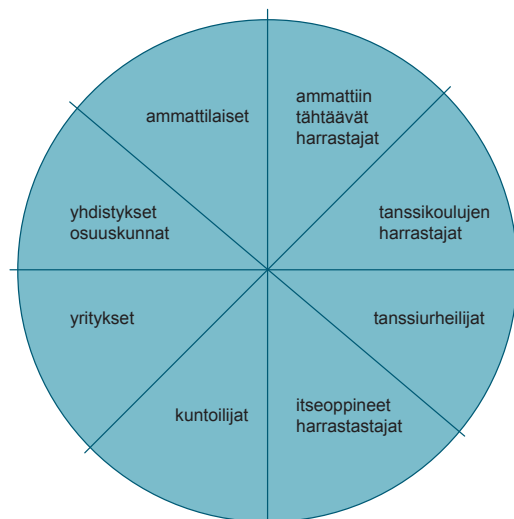 ammattilaiset
ammattiin
tähtäävät
harrastajat
yhdistykset
osuuskunnat
tanssikoulujen
harrastajat
yritykset
tanssiurheilijat
kuntoilijat
itseoppineet
harrastastajat